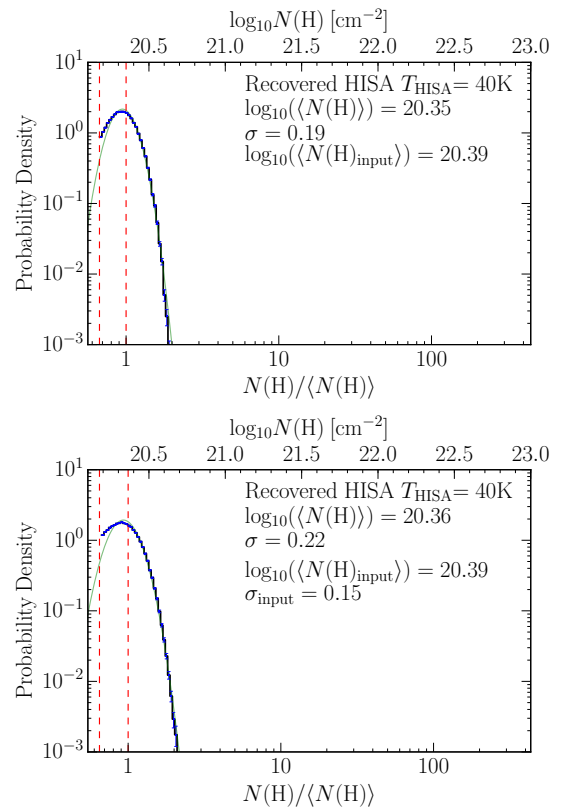 log₁₀N(H) [cm⁻²]
20.5 21.0 21.5 22.0 22.5 23.0
10¹
10⁰
10⁻¹
10⁻²
10⁻³
Probability Density
Recovered HISA T_HISA= 40K
log₁₀(⟨N(H)⟩) = 20.35
σ = 0.19
log₁₀(⟨N(H)_input⟩) = 20.39
1 10 100
N(H)/⟨N(H)⟩
log₁₀N(H) [cm⁻²]
20.5 21.0 21.5 22.0 22.5 23.0
10¹
10⁰
10⁻¹
10⁻²
10⁻³
Probability Density
Recovered HISA T_HISA= 40K
log₁₀(⟨N(H)⟩) = 20.36
σ = 0.22
log₁₀(⟨N(H)_input⟩) = 20.39
σ_input = 0.15
1 10 100
N(H)/⟨N(H)⟩